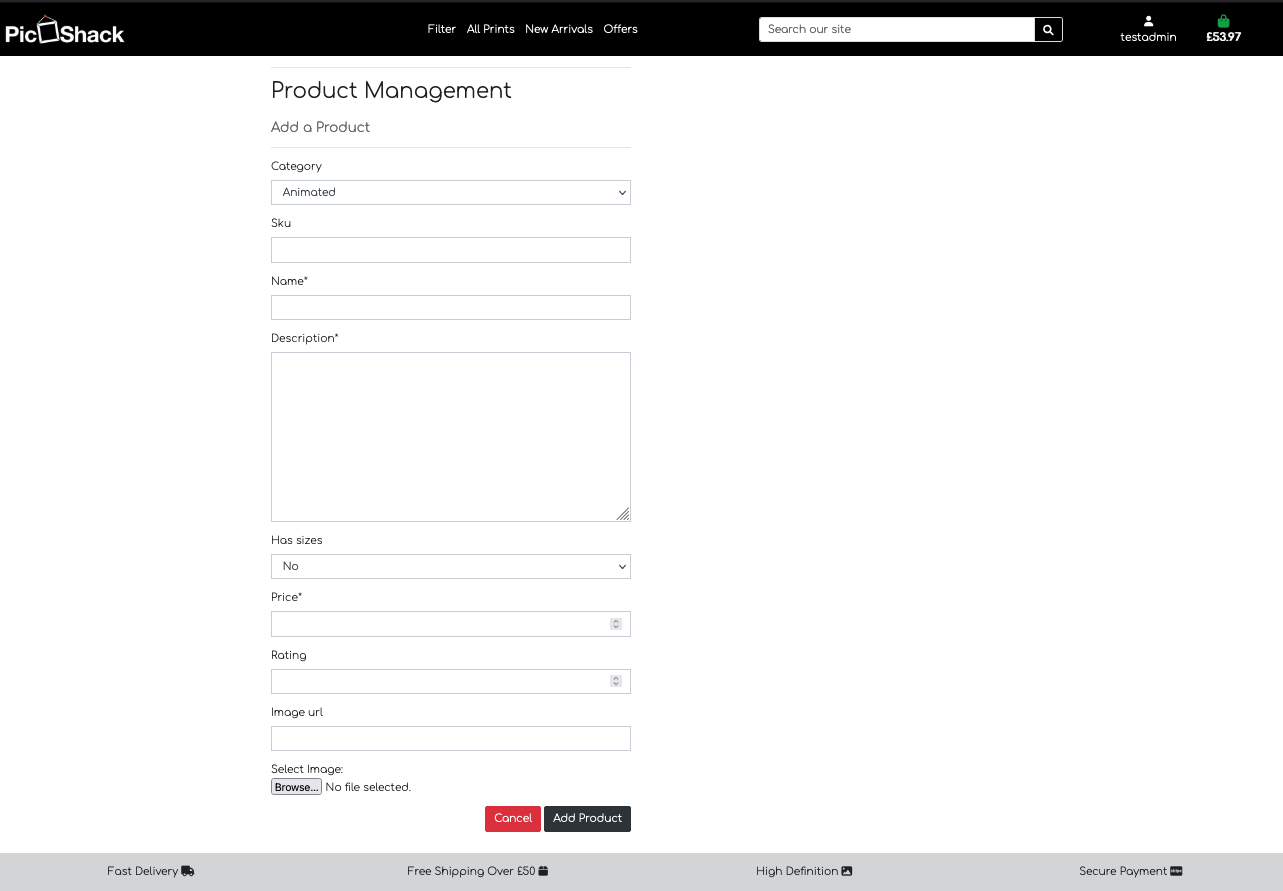 PicShack
Filter All Prints New Arrivals Offers
Search our site
testadmin
£53.97
Product Management
Add a Product
Category
Animated
Sku
Name*
Description*
Has sizes
No
Price*
Rating
Image url
Select Image:
Browse... No file selected.
Cancel Add Product
Fast Delivery Free Shipping Over £50 High Definition Secure Payment